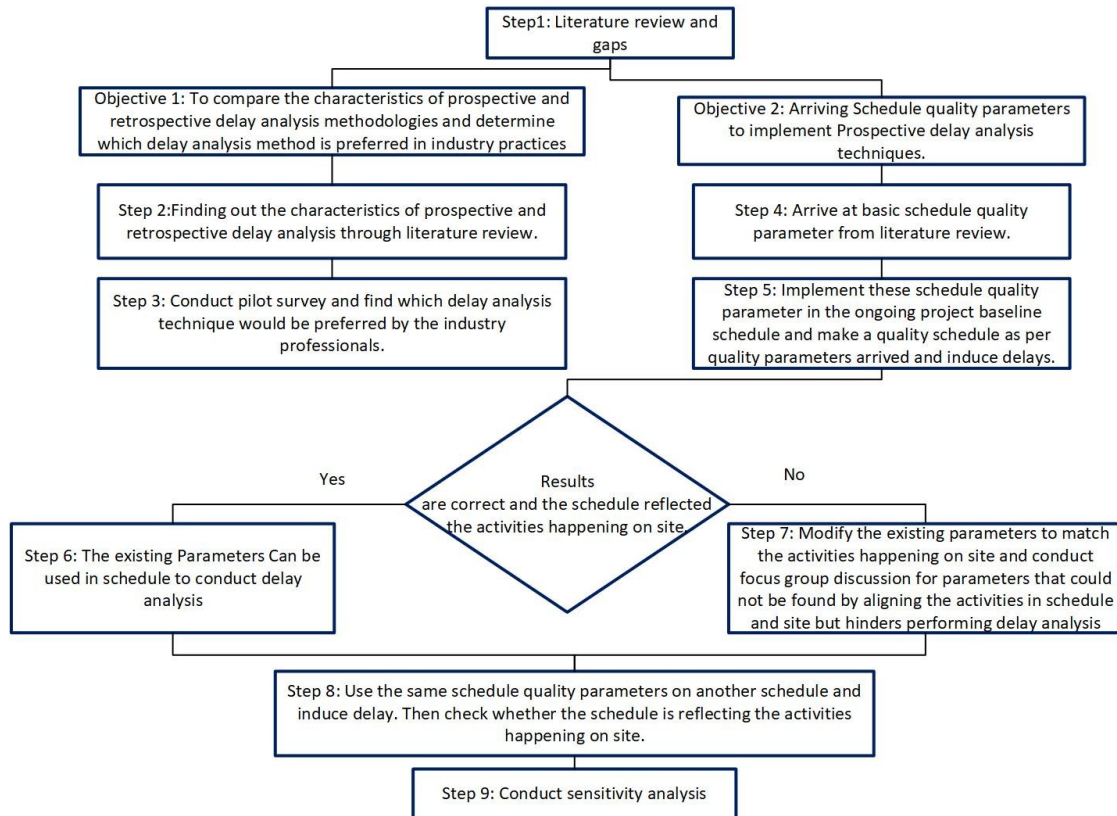 Step1: Literature review and
gaps
Objective 1: To compare the characteristics of prospective and
retrospective delay analysis methodologies and determine
which delay analysis method is preferred in industry practices
Objective 2: Arriving Schedule quality parameters
to implement Prospective delay analysis
techniques.
Step 2:Finding out the characteristics of prospective and
retrospective delay analysis through literature review.
Step 4: Arrive at basic schedule quality
parameter from literature review.
Step 3: Conduct pilot survey and find which delay analysis
technique would be preferred by the industry
professionals.
Step 5: Implement these schedule quality
parameter in the ongoing project baseline
schedule and make a quality schedule as per
quality parameters arrived and induce delays.
Yes
Results
are correct and the schedule reflected
the activities happening on site.
No
Step 6: The existing Parameters Can be
used in schedule to conduct delay
analysis
Step 7: Modify the existing parameters to match
the activities happening on site and conduct
focus group discussion for parameters that could
not be found by aligning the activities in schedule
and site but hinders performing delay analysis
Step 8: Use the same schedule quality parameters on another schedule and
induce delay. Then check whether the schedule is reflecting the activities
happening on site.
Step 9: Conduct sensitivity analysis